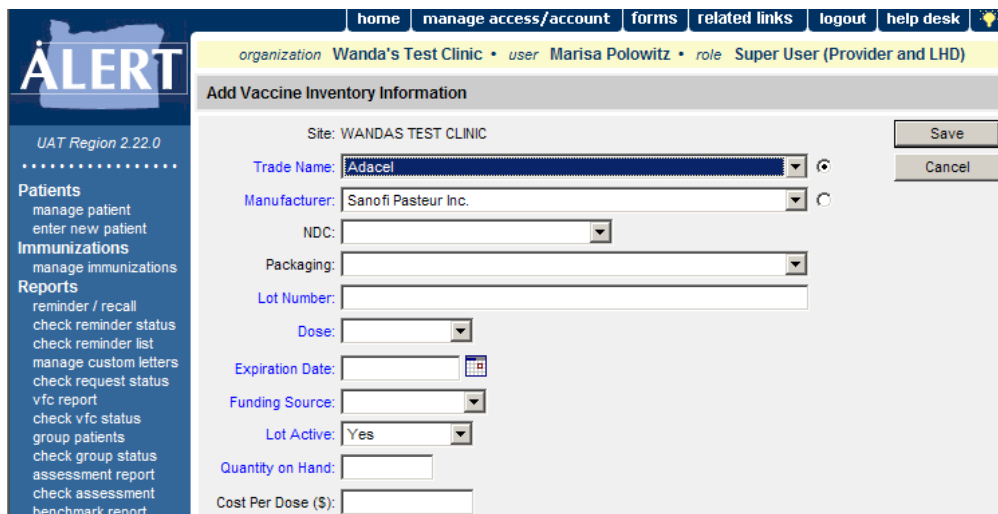 home manage access/account forms related links logout help desk
organization Wanda's Test Clinic • user Marisa Polowitz • role Super User (Provider and LHD)
ALERT
Add Vaccine Inventory Information
UAT Region 2.22.0
Patients
manage patient
enter new patient
Immunizations
manage immunizations
Reports
reminder / recall
check reminder status
check reminder list
manage custom letters
check request status
vfc report
check vfc status
group patients
check group status
assessment report
check assessment
benchmark report
Site: WANDAS TEST CLINIC
Trade Name: Adacel
Manufacturer: Sanofi Pasteur Inc.
NDC:
Packaging:
Lot Number:
Dose:
Expiration Date:
Funding Source:
Lot Active: Yes
Quantity on Hand:
Cost Per Dose ($):
Save
Cancel